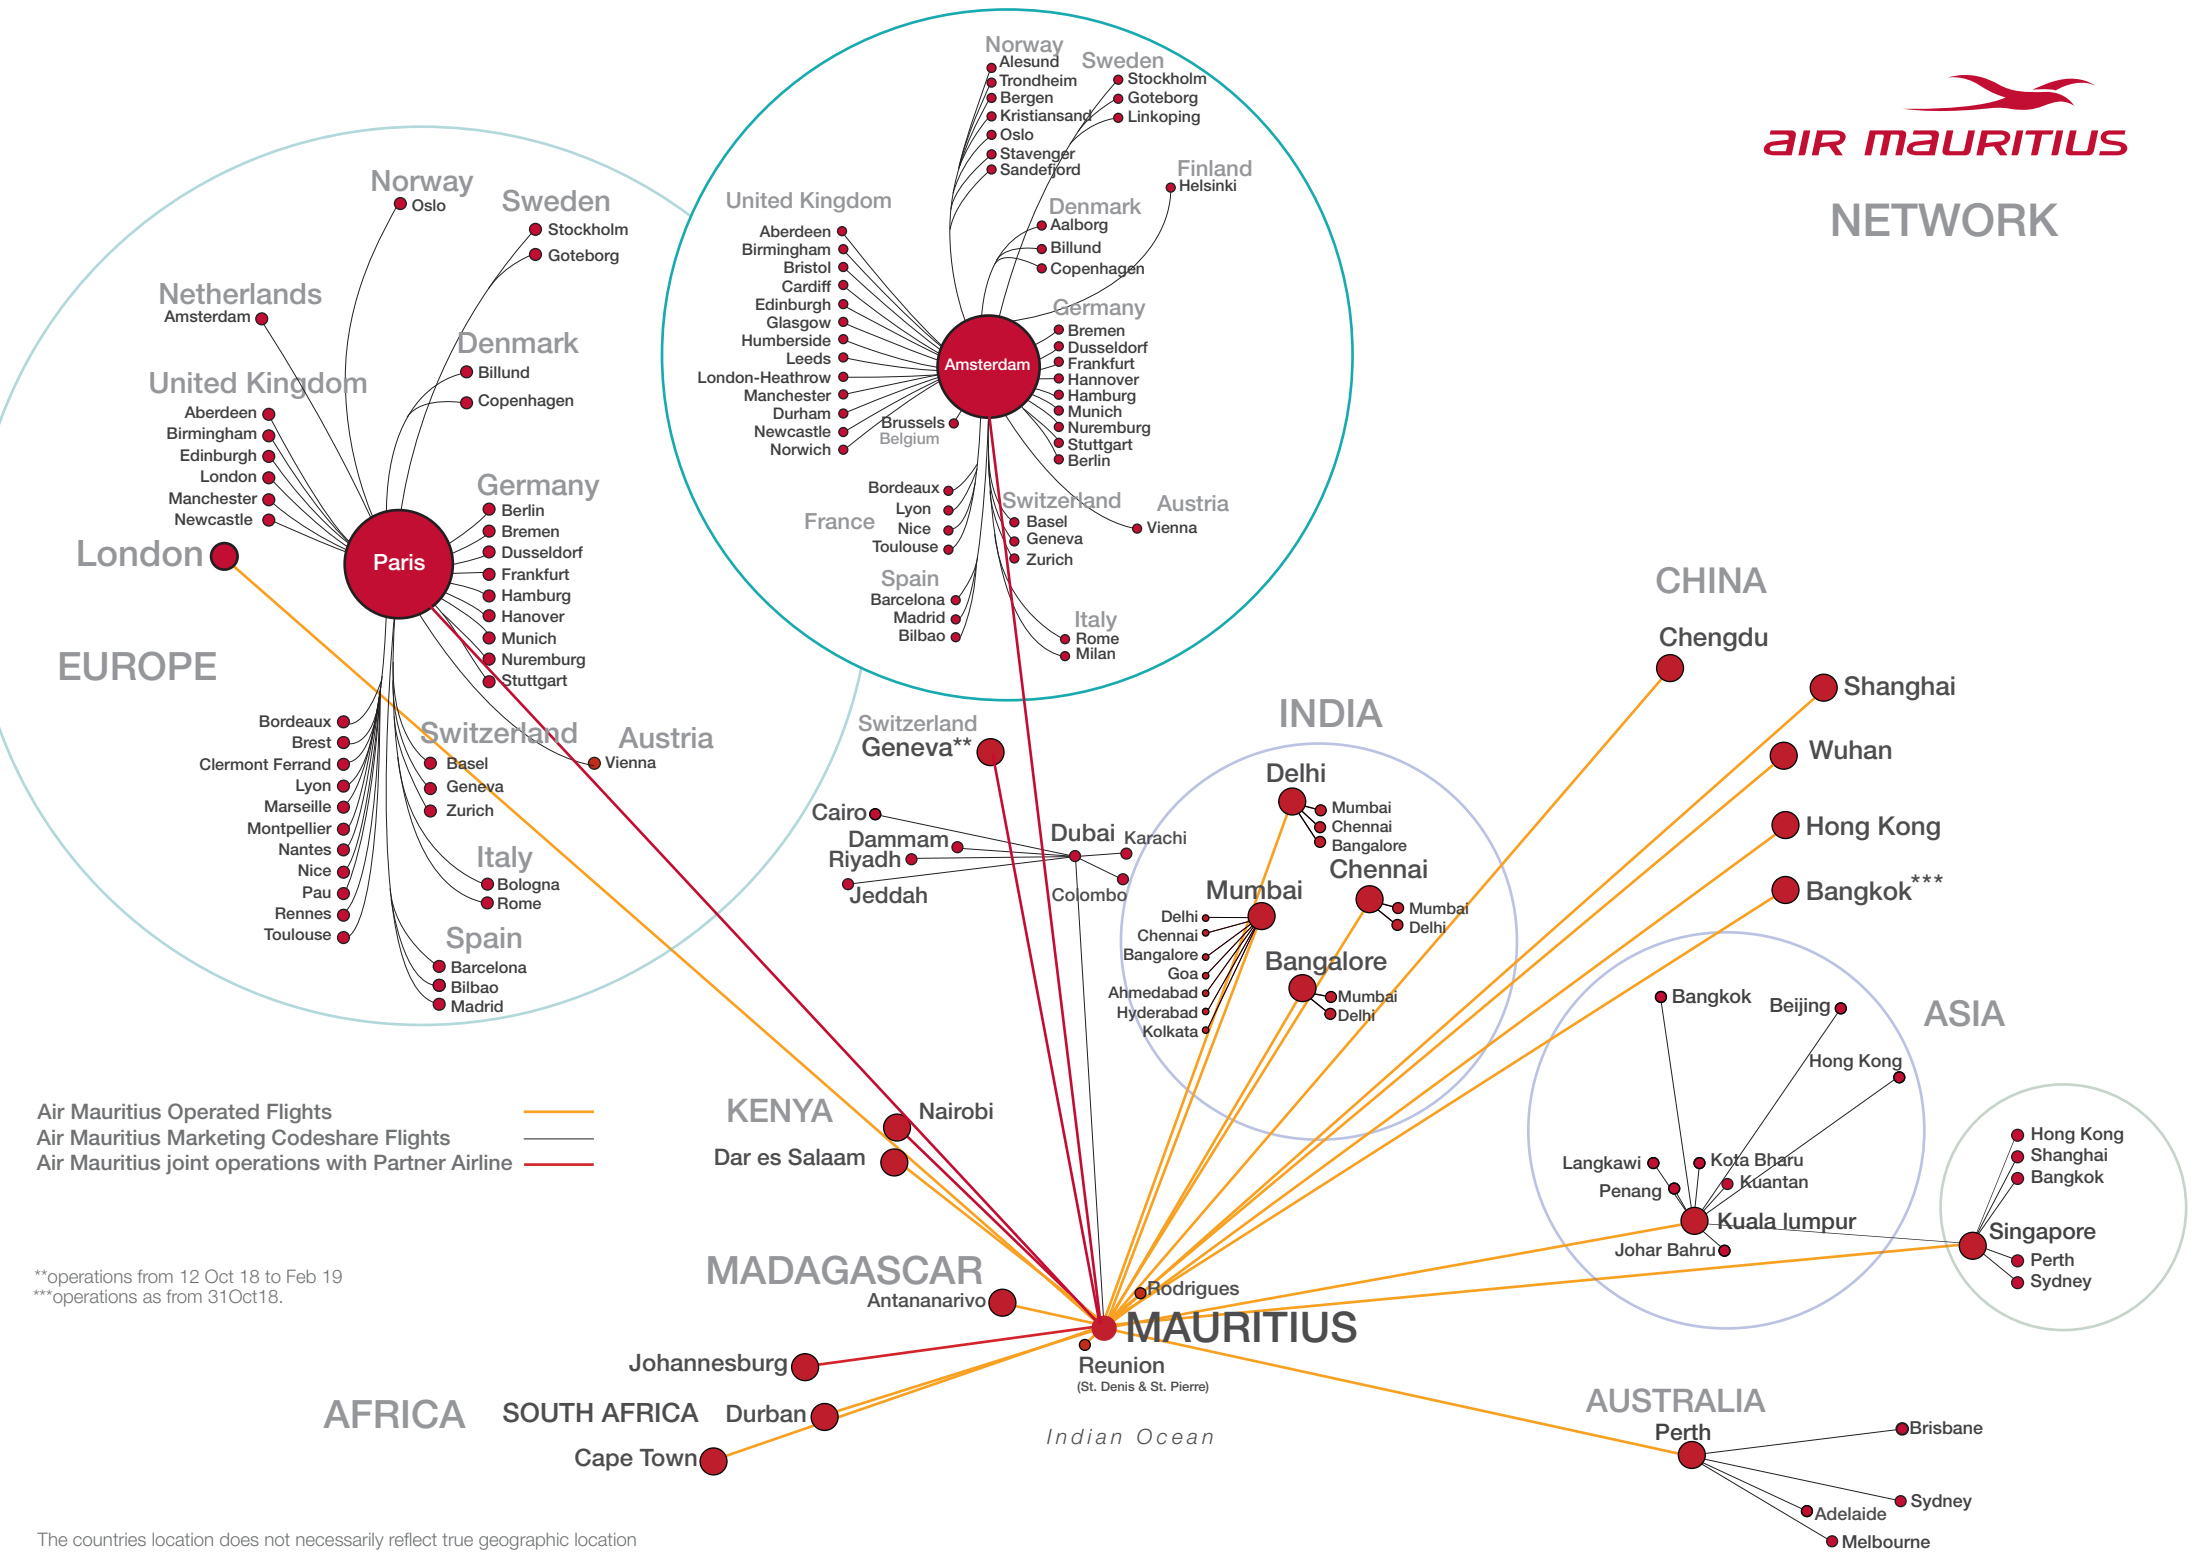 AIR MAURITIUS
NETWORK
Norway
Alesund
Trondheim
Bergen
Kristiansand
Oslo
Stavenger
Sandefjord
Sweden
Stockholm
Goteborg
Linkoping
Finland
Helsinki
Denmark
Aalborg
Billund
Copenhagen
United Kingdom
Aberdeen
Birmingham
Bristol
Cardiff
Edinburgh
Glasgow
Humberside
Leeds
London-Heathrow
Manchester
Durham
Newcastle
Norwich
Amsterdam
Germany
Bremen
Dusseldorf
Frankfurt
Hannover
Hamburg
Munich
Nuremburg
Stuttgart
Berlin
Brussels
Belgium
France
Bordeaux
Lyon
Nice
Toulouse
Switzerland
Basel
Geneva
Zurich
Austria
Vienna
Spain
Barcelona
Madrid
Bilbao
Italy
Rome
Milan
Norway
Oslo
Sweden
Stockholm
Goteborg
Netherlands
Amsterdam
Denmark
Billund
Copenhagen
United Kingdom
Aberdeen
Birmingham
Edinburgh
London
Manchester
Newcastle
London
Paris
Germany
Berlin
Bremen
Dusseldorf
Frankfurt
Hamburg
Hanover
Munich
Nuremburg
Stuttgart
EUROPE
Bordeaux
Brest
Clermont Ferrand
Lyon
Marseille
Montpellier
Nantes
Nice
Pau
Rennes
Toulouse
Switzerland
Basel
Geneva
Zurich
Austria
Vienna
Italy
Bologna
Rome
Spain
Barcelona
Bilbao
Madrid
Switzerland
Geneva**
Cairo
Dammam
Riyadh
Jeddah
Dubai
Karachi
Colombo
INDIA
Delhi
Mumbai
Chennai
Bangalore
Chennai
Mumbai
Delhi
Mumbai
Delhi
Chennai
Bangalore
Goa
Ahmedabad
Hyderabad
Kolkata
Bangalore
Mumbai
Delhi
CHINA
Chengdu
Shanghai
Wuhan
Hong Kong
Bangkok***
ASIA
Bangkok
Beijing
Hong Kong
Langkawi
Kota Bharu
Penang
Kuantan
Kuala lumpur
Johar Bahru
Hong Kong
Shanghai
Bangkok
Singapore
Perth
Sydney
Air Mauritius Operated Flights
Air Mauritius Marketing Codeshare Flights
Air Mauritius joint operations with Partner Airline
KENYA
Nairobi
Dar es Salaam
**operations from 12 Oct 18 to Feb 19
***operations as from 31Oct18.
MADAGASCAR
Antananarivo
Rodrigues
MAURITIUS
Reunion
(St. Denis & St. Pierre)
Johannesburg
AFRICA
SOUTH AFRICA
Durban
Cape Town
Indian Ocean
AUSTRALIA
Perth
Brisbane
Sydney
Adelaide
Melbourne
The countries location does not necessarily reflect true geographic location